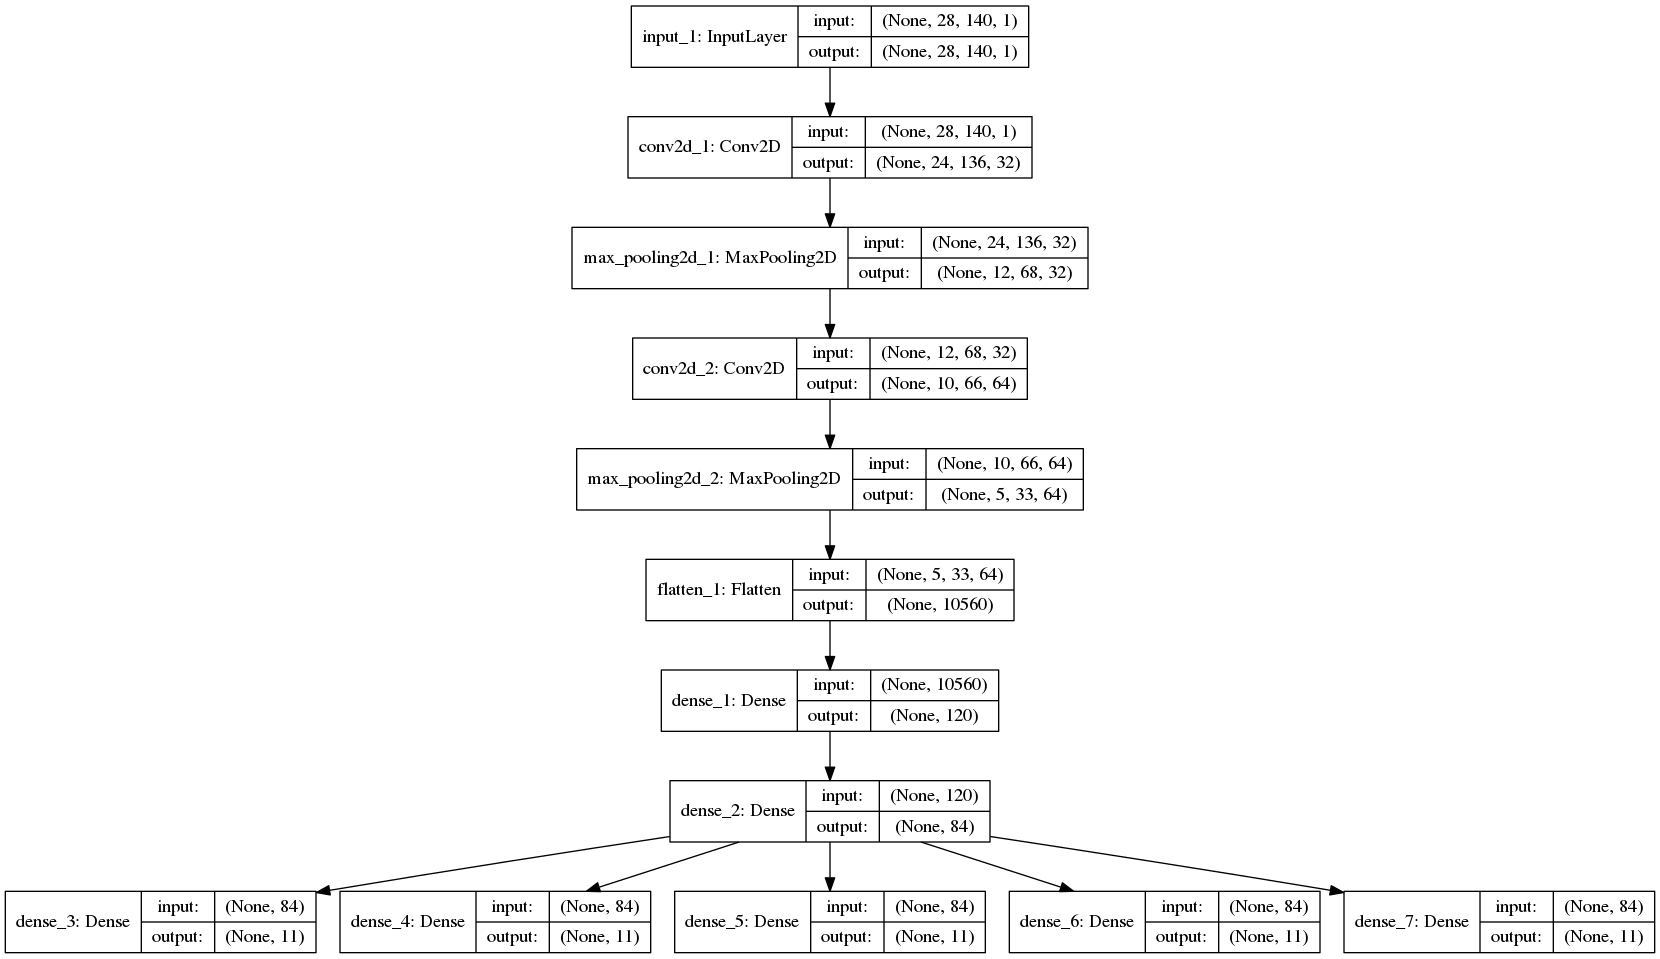 input_1: InputLayer input: (None, 28, 140, 1)
output: (None, 28, 140, 1)
conv2d_1: Conv2D input: (None, 28, 140, 1)
output: (None, 24, 136, 32)
max_pooling2d_1: MaxPooling2D input: (None, 24, 136, 32)
output: (None, 12, 68, 32)
conv2d_2: Conv2D input: (None, 12, 68, 32)
output: (None, 10, 66, 64)
max_pooling2d_2: MaxPooling2D input: (None, 10, 66, 64)
output: (None, 5, 33, 64)
flatten_1: Flatten input: (None, 5, 33, 64)
output: (None, 10560)
dense_1: Dense input: (None, 10560)
output: (None, 120)
dense_2: Dense input: (None, 120)
output: (None, 84)
dense_3: Dense input: (None, 84)
output: (None, 11)
dense_4: Dense input: (None, 84)
output: (None, 11)
dense_5: Dense input: (None, 84)
output: (None, 11)
dense_6: Dense input: (None, 84)
output: (None, 11)
dense_7: Dense input: (None, 84)
output: (None, 11)